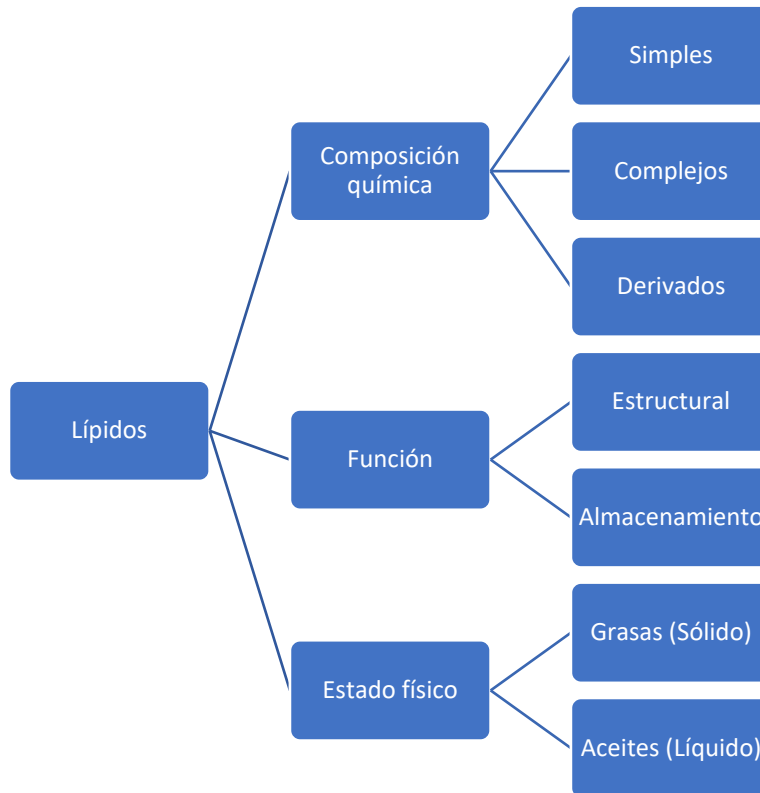 Lípidos
Composición
química
Simples
Complejos
Derivados
Función
Estructural
Almacenamiento
Estado físico
Grasas (Sólido)
Aceites (Líquido)